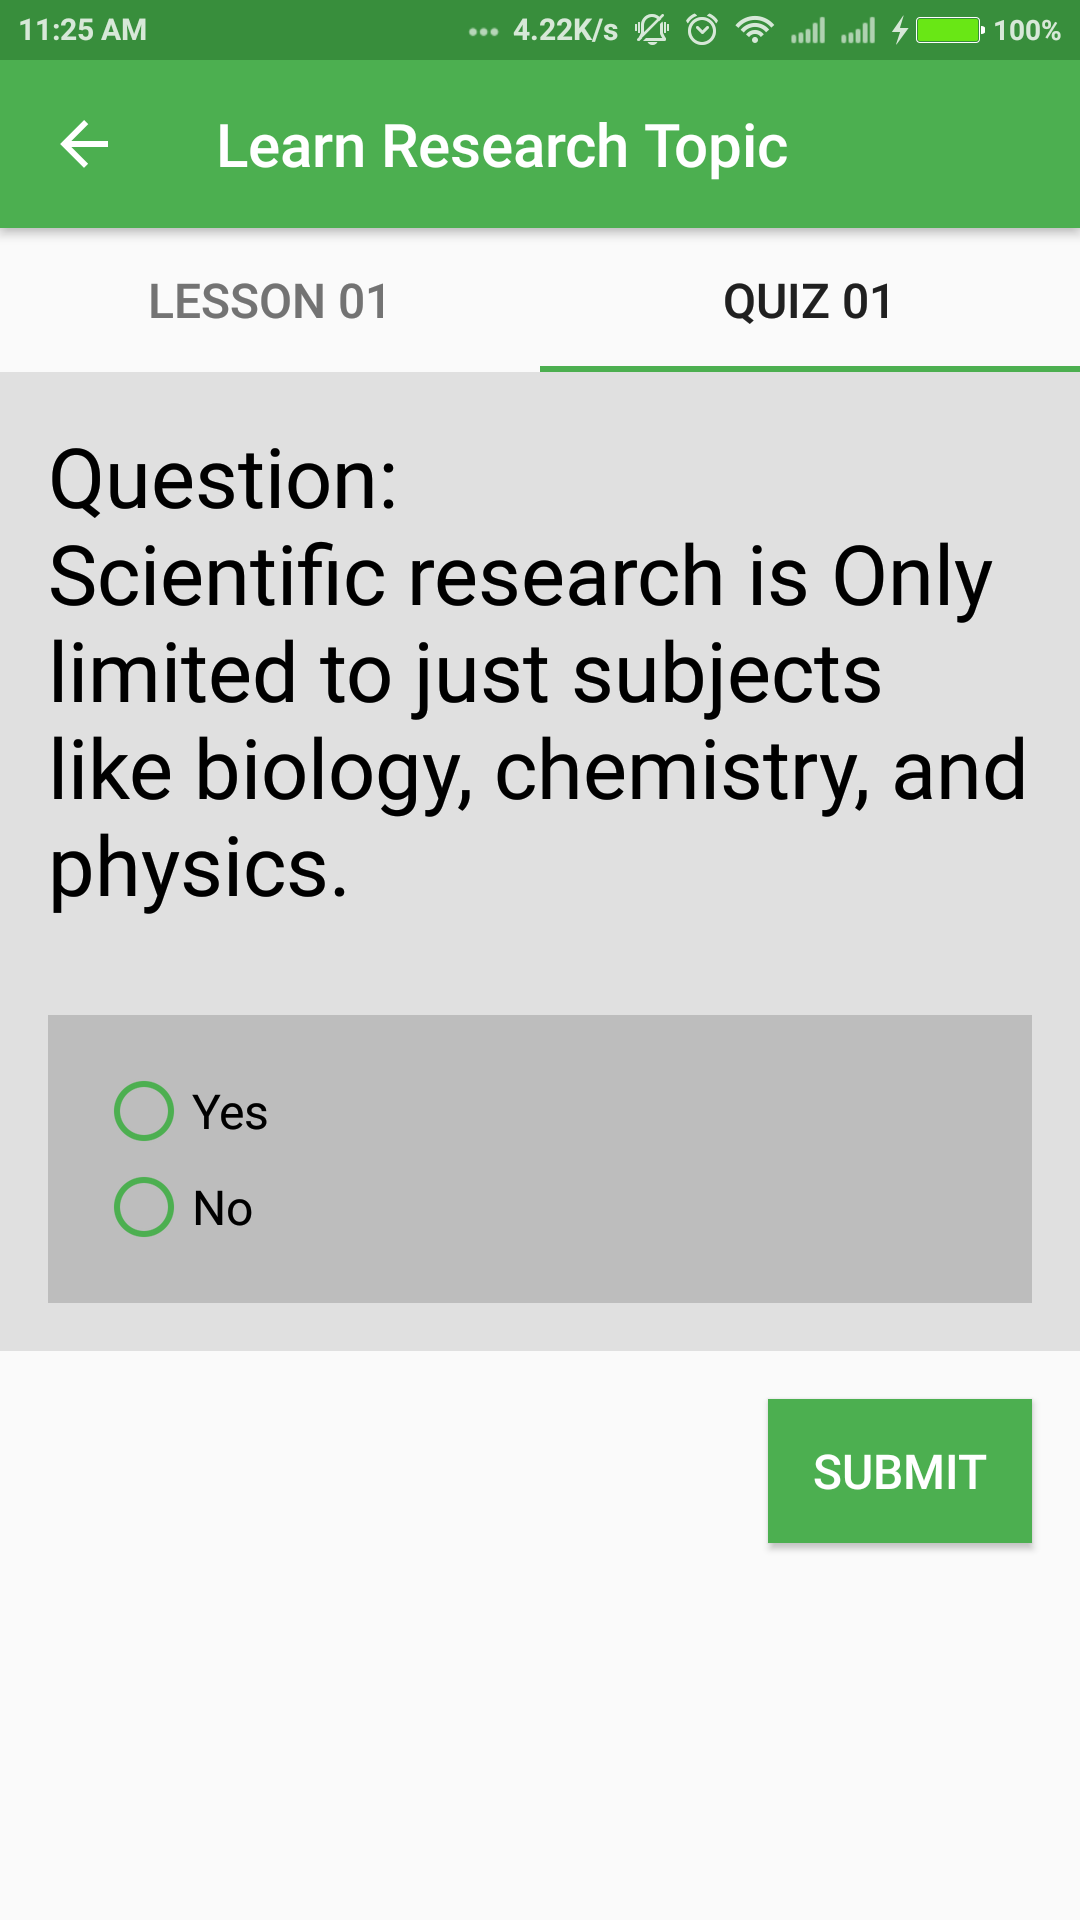 11:25 AM ... 4.22K/s 100%
Learn Research Topic
LESSON 01 QUIZ 01
Question:
Scientific research is Only
limited to just subjects
like biology, chemistry, and
physics.
Yes
No
SUBMIT